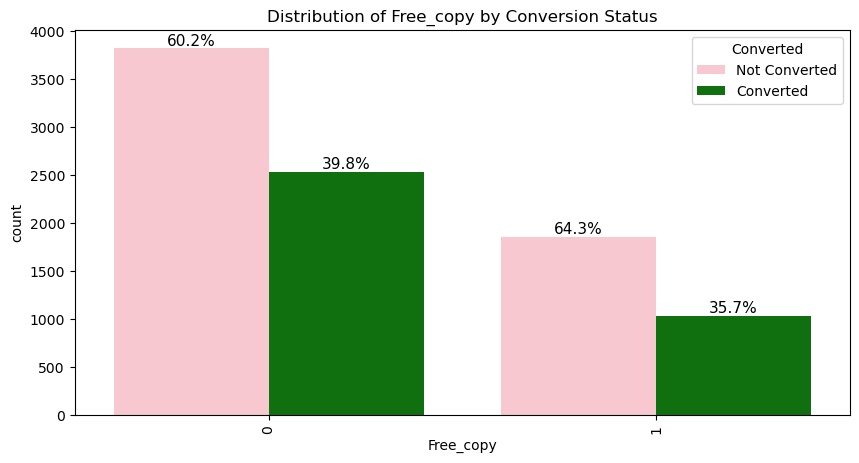 Distribution of Free_copy by Conversion Status
4000
3500
3000
2500
2000
1500
1000
500
0
count
60.2%
39.8%
64.3%
35.7%
Converted
Not Converted
Converted
0
1
Free_copy